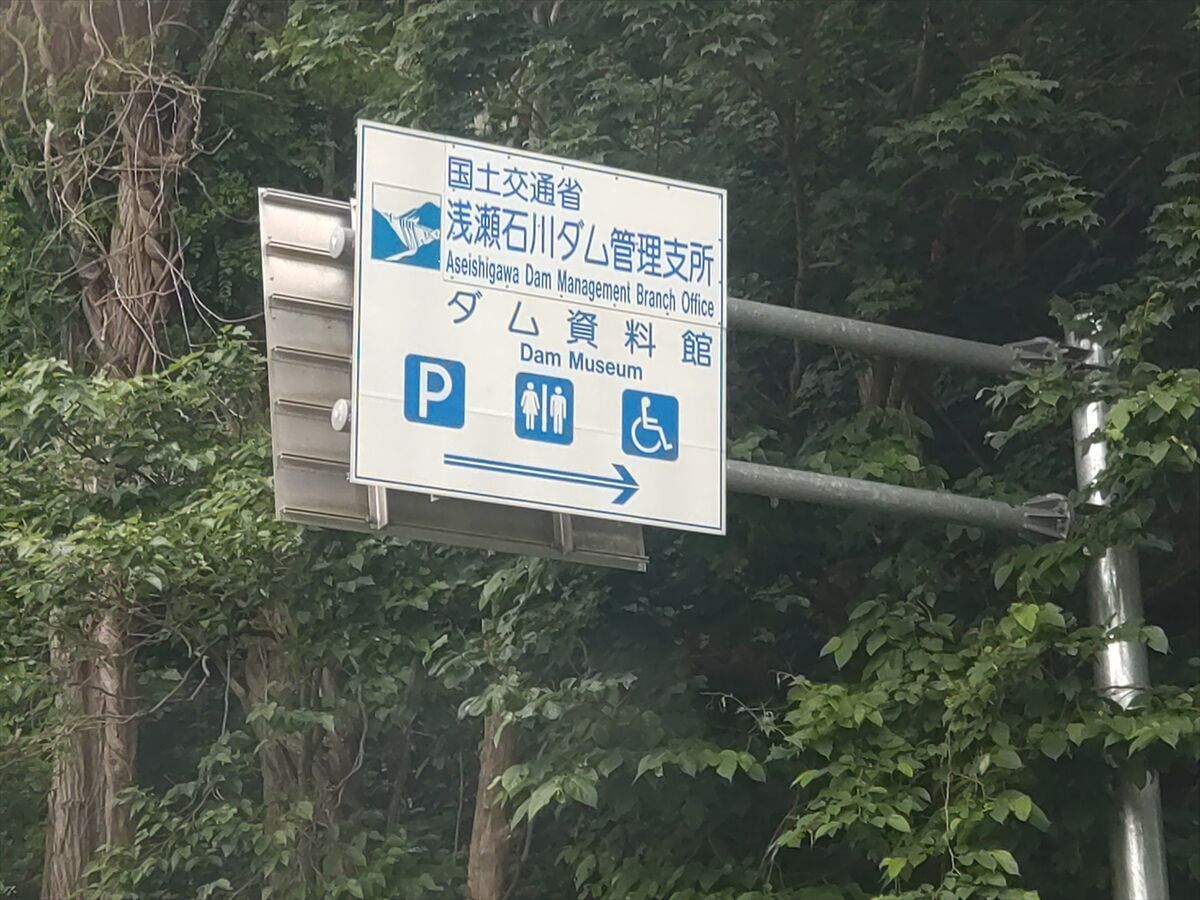 国土交通省
浅瀬石川ダム管理支所
Aseishigawa Dam Management Branch Office
ダム資料館
Dam Museum
P